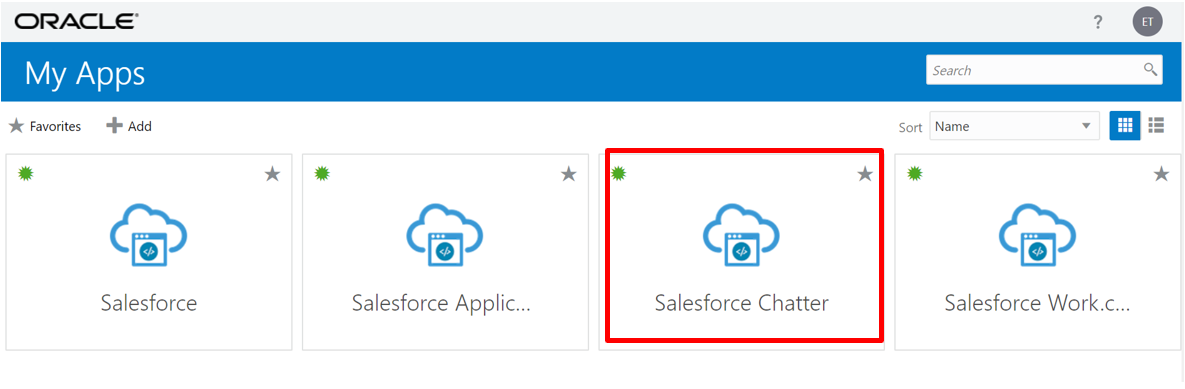 ORACLE®
? ET
My Apps
Search
Favorites Add
Sort Name
Salesforce
Salesforce Applic...
Salesforce Chatter
Salesforce Work.c...